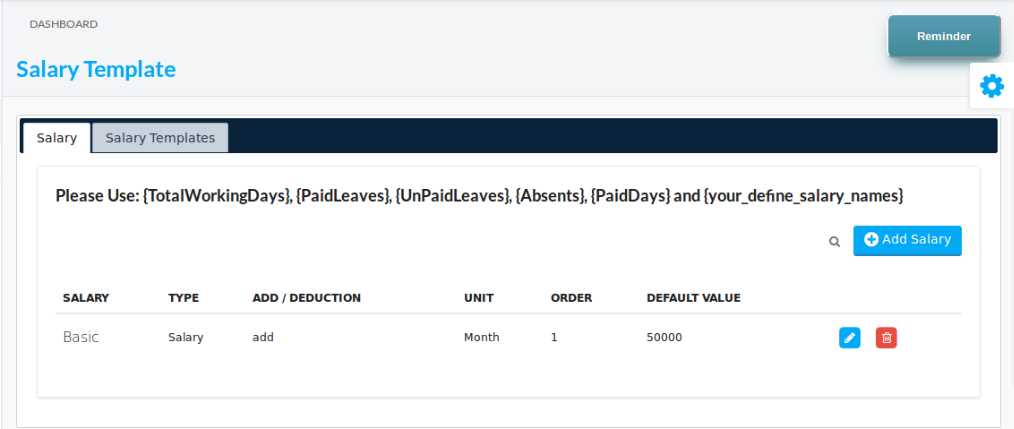 DASHBOARD
Reminder
Salary Template
Salary Salary Templates
Please Use: {TotalWorkingDays}, {PaidLeaves}, {UnPaidLeaves}, {Absents}, {PaidDays} and {your_define_salary_names}
Add Salary
SALARY TYPE ADD / DEDUCTION UNIT ORDER DEFAULT VALUE
Basic Salary add Month 1 50000